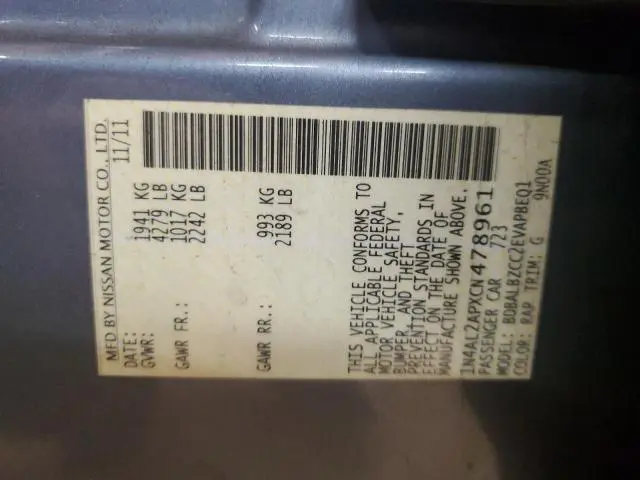 MFD BY NISSAN MOTOR CO., LTD.
DATE: 11/11
GVWR: 1941 KG
4279 LB
GAWR FR.: 1017 KG
2242 LB
GAWR RR.: 993 KG
2189 LB
THIS VEHICLE CONFORMS TO
ALL APPLICABLE FEDERAL
MOTOR VEHICLE SAFETY,
BUMPER, AND THEFT
PREVENTION STANDARDS IN
EFFECT ON THE DATE OF
MANUFACTURE SHOWN ABOVE.
1N4AL2APXCN478961
PASSENGER CAR 723
MODEL: BDBALBZCC2EVAPBEQ1
COLOR: RAP TRIM: G 9N00A